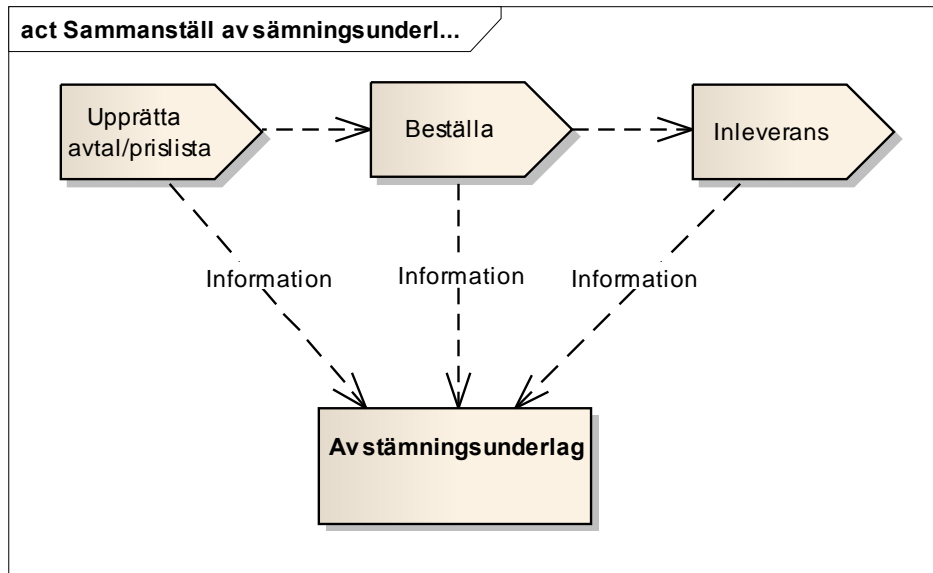 act Sammanställ avsämningsunderl...
Upprätta
avtal/prislista
Beställa
Inleverans
Information
Information
Information
Avstämningsunderlag